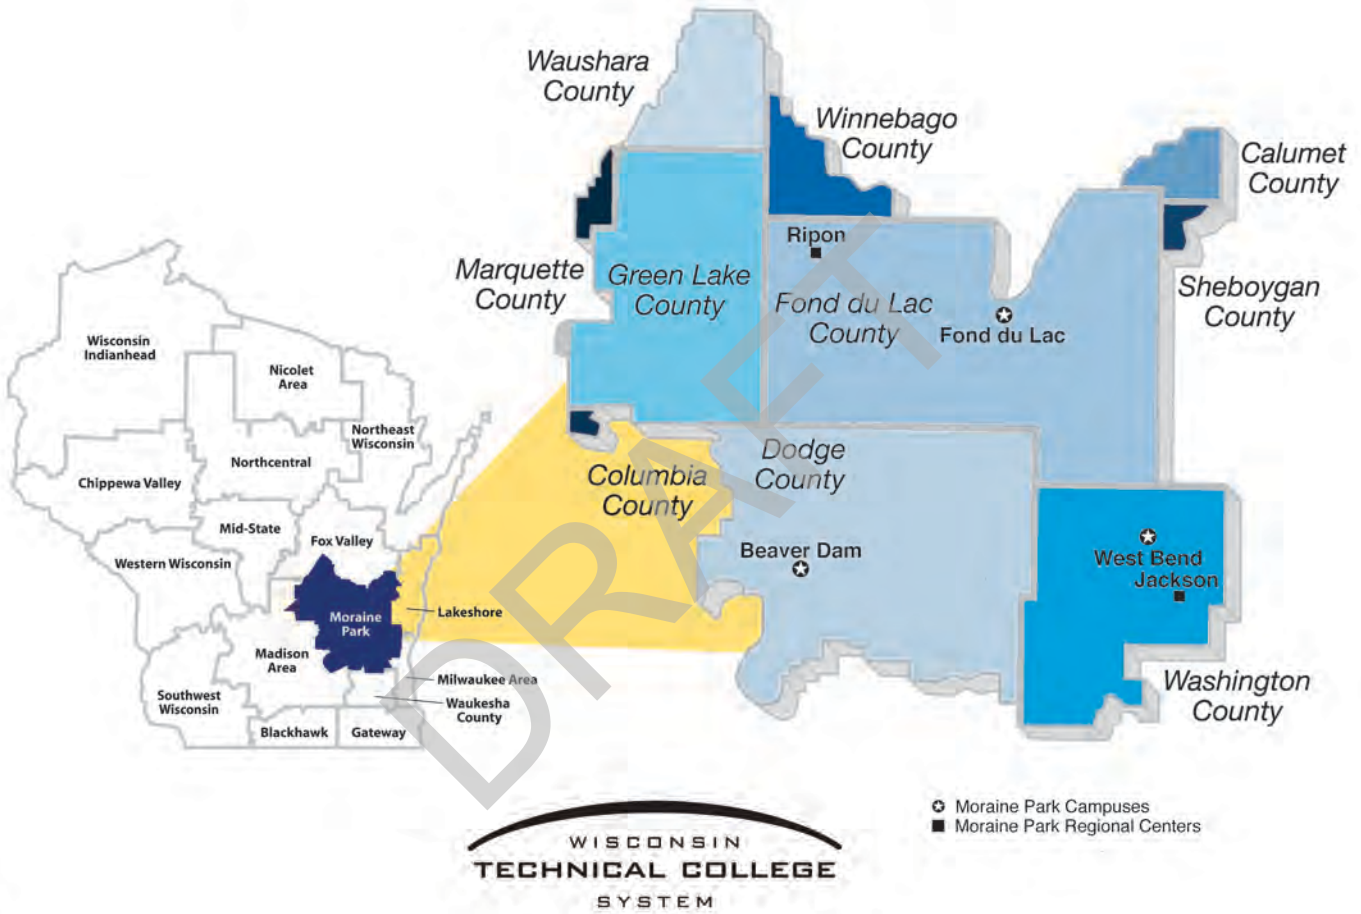 Waushara
County
Winnebago
County
Calumet
County
Marquette
County
Green Lake
County
Ripon
Fond du Lac
County
Fond du Lac
Sheboygan
County
Columbia
County
Dodge
County
Beaver Dam
West Bend
Jackson
Washington
County
Wisconsin
Indianhead
Nicolet
Area
Northeast
Wisconsin
Northcentral
Chippewa Valley
Mid-State
Fox Valley
Western Wisconsin
Moraine
Park
Lakeshore
Madison
Area
Milwaukee Area
Southwest
Wisconsin
Waukesha
County
Blackhawk
Gateway
DRAFT
Moraine Park Campuses
Moraine Park Regional Centers
WISCONSIN
TECHNICAL COLLEGE
SYSTEM